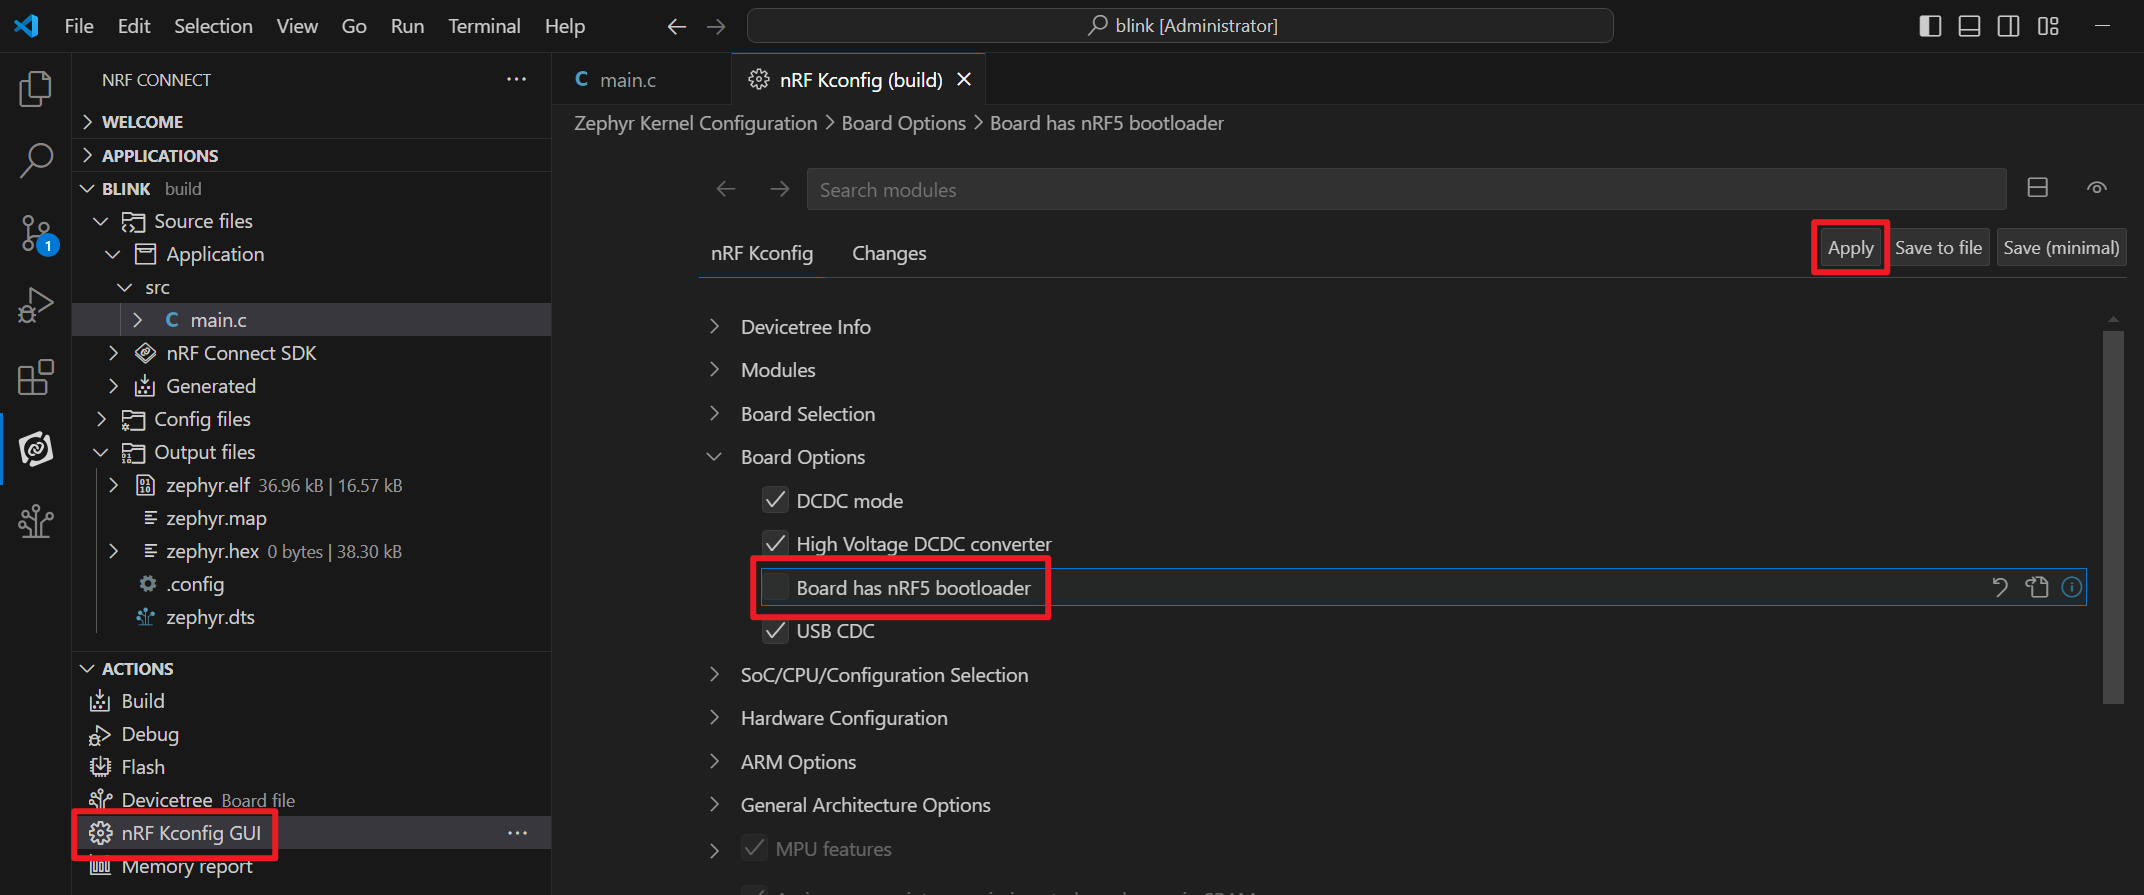 File Edit Selection View Go Run Terminal Help
blink [Administrator]
NRF CONNECT
WELCOME
APPLICATIONS
BLINK build
Source files
Application
src
C main.c
nRF Connect SDK
Generated
Config files
Output files
zephyr.elf 36.96 kB | 16.57 kB
zephyr.map
zephyr.hex 0 bytes | 38.30 kB
.config
zephyr.dts
ACTIONS
Build
Debug
Flash
Devicetree Board file
nRF Kconfig GUI
Memory report
1
C main.c
nRF Kconfig (build)
Zephyr Kernel Configuration > Board Options > Board has nRF5 bootloader
Search modules
nRF Kconfig Changes
Apply Save to file Save (minimal)
Devicetree Info
Modules
Board Selection
Board Options
DCDC mode
High Voltage DCDC converter
Board has nRF5 bootloader
USB CDC
SoC/CPU/Configuration Selection
Hardware Configuration
ARM Options
General Architecture Options
MPU features